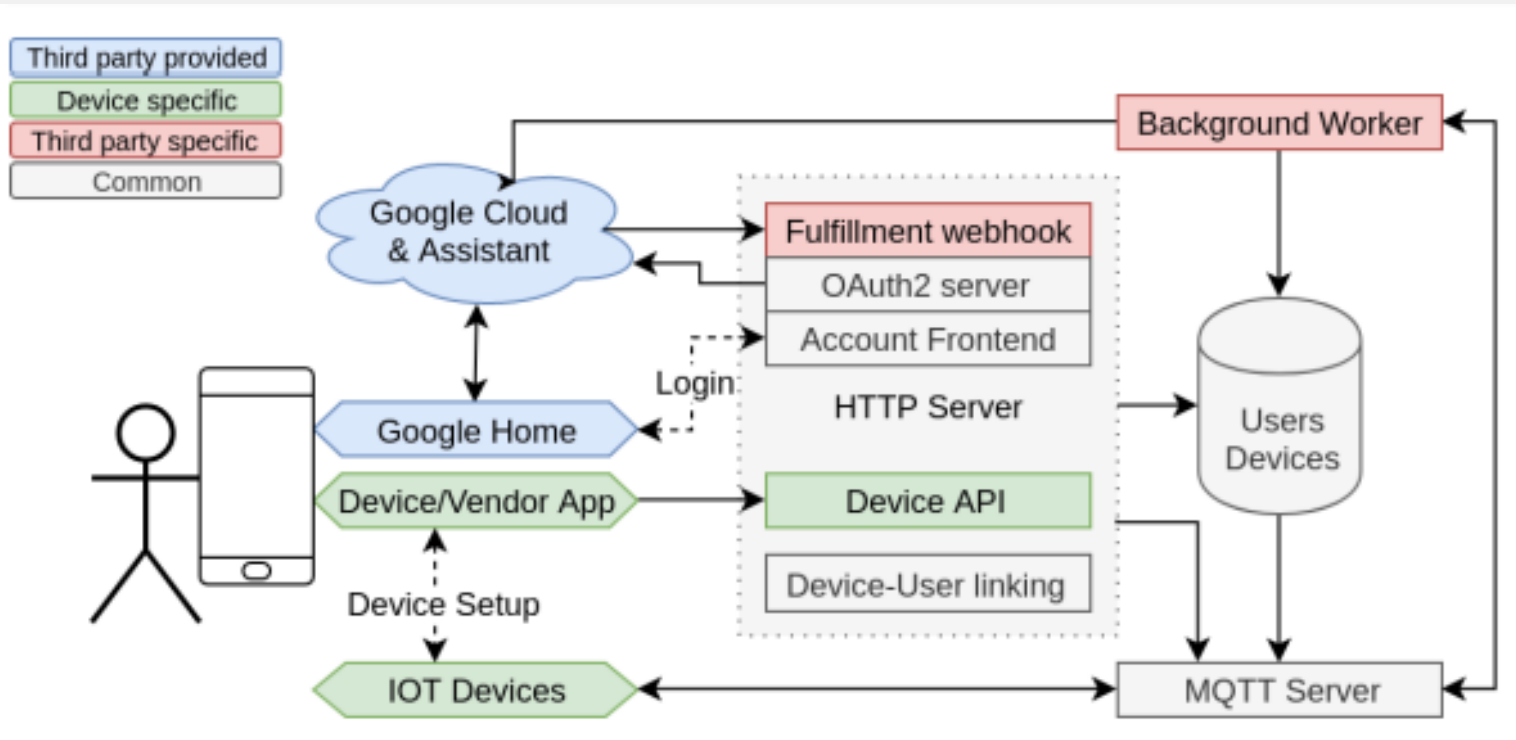 Third party provided
Device specific
Third party specific
Common
Background Worker
Google Cloud
& Assistant
Fulfillment webhook
OAuth2 server
Account Frontend
Login
HTTP Server
Google Home
Users
Devices
Device/Vendor App
Device API
Device-User linking
Device Setup
IOT Devices
MQTT Server